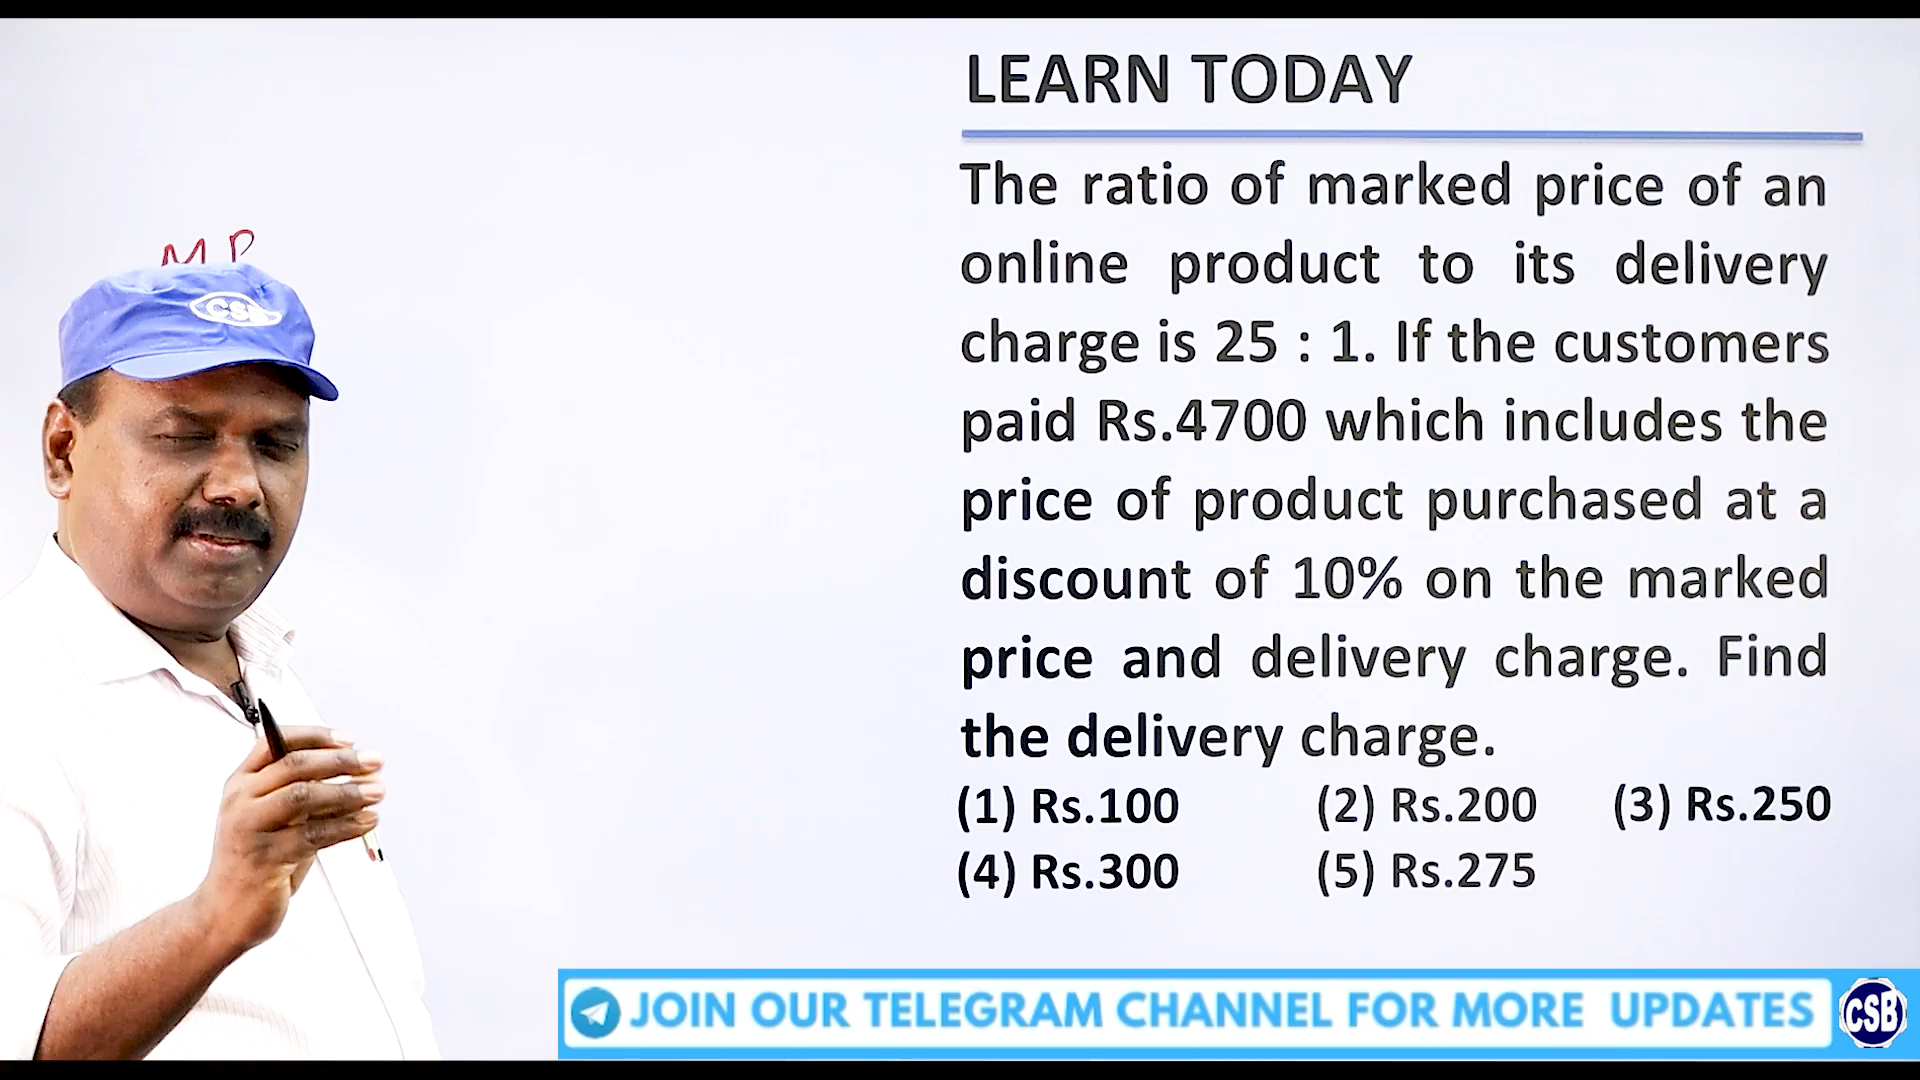 LEARN TODAY
The ratio of marked price of an
online product to its delivery
charge is 25 : 1. If the customers
paid Rs.4700 which includes the
price of product purchased at a
discount of 10% on the marked
price and delivery charge. Find
the delivery charge.
(1) Rs.100 (2) Rs.200 (3) Rs.250
(4) Rs.300 (5) Rs.275
M P
CSB
JOIN OUR TELEGRAM CHANNEL FOR MORE UPDATES
CSB